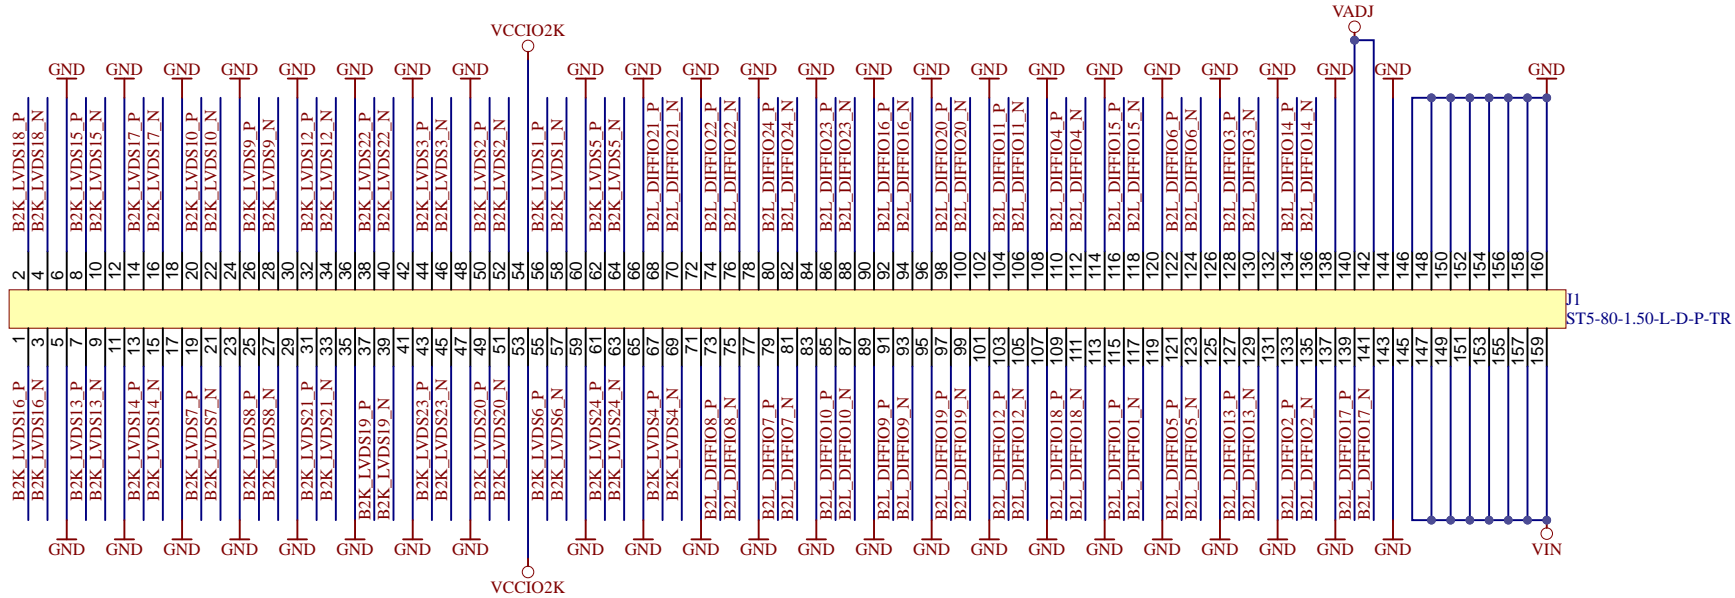 VADJ
VCCIO2K
GND GND GND GND GND GND GND GND GND GND GND GND GND GND GND GND GND GND GND GND GND GND GND GND
B2K_LVDS18_P
B2K_LVDS18_N
B2K_LVDS15_P
B2K_LVDS15_N
B2K_LVDS17_P
B2K_LVDS17_N
B2K_LVDS10_P
B2K_LVDS10_N
B2K_LVDS9_P
B2K_LVDS9_N
B2K_LVDS12_P
B2K_LVDS12_N
B2K_LVDS22_P
B2K_LVDS22_N
B2K_LVDS3_P
B2K_LVDS3_N
B2K_LVDS2_P
B2K_LVDS2_N
B2K_LVDS1_P
B2K_LVDS1_N
B2K_LVDS5_P
B2K_LVDS5_N
B2L_DIFFIO21_P
B2L_DIFFIO21_N
B2L_DIFFIO22_P
B2L_DIFFIO22_N
B2L_DIFFIO24_P
B2L_DIFFIO24_N
B2L_DIFFIO23_P
B2L_DIFFIO23_N
B2L_DIFFIO16_P
B2L_DIFFIO16_N
B2L_DIFFIO20_P
B2L_DIFFIO20_N
B2L_DIFFIO11_P
B2L_DIFFIO11_N
B2L_DIFFIO4_P
B2L_DIFFIO4_N
B2L_DIFFIO15_P
B2L_DIFFIO15_N
B2L_DIFFIO6_P
B2L_DIFFIO6_N
B2L_DIFFIO3_P
B2L_DIFFIO3_N
B2L_DIFFIO14_P
B2L_DIFFIO14_N
2 4 6 8 10 12 14 16 18 20 22 24 26 28 30 32 34 36 38 40 42 44 46 48 50 52 54 56 58 60 62 64 66 68 70 72 74 76 78 80 82 84 86 88 90 92 94 96 98 100 102 104 106 108 110 112 114 116 118 120 122 124 126 128 130 132 134 136 138 140 142 144 146 148 150 152 154 156 158 160
J1
ST5-80-1.50-L-D-P-TR
1 3 5 7 9 11 13 15 17 19 21 23 25 27 29 31 33 35 37 39 41 43 45 47 49 51 53 55 57 59 61 63 65 67 69 71 73 75 77 79 81 83 85 87 89 91 93 95 97 99 101 103 105 107 109 111 113 115 117 119 121 123 125 127 129 131 133 135 137 139 141 143 145 147 149 151 153 155 157 159
B2K_LVDS16_P
B2K_LVDS16_N
B2K_LVDS13_P
B2K_LVDS13_N
B2K_LVDS14_P
B2K_LVDS14_N
B2K_LVDS7_P
B2K_LVDS7_N
B2K_LVDS8_P
B2K_LVDS8_N
B2K_LVDS21_P
B2K_LVDS21_N
B2K_LVDS19_P
B2K_LVDS19_N
B2K_LVDS23_P
B2K_LVDS23_N
B2K_LVDS20_P
B2K_LVDS20_N
B2K_LVDS6_P
B2K_LVDS6_N
B2K_LVDS24_P
B2K_LVDS24_N
B2K_LVDS4_P
B2K_LVDS4_N
B2L_DIFFIO8_P
B2L_DIFFIO8_N
B2L_DIFFIO7_P
B2L_DIFFIO7_N
B2L_DIFFIO10_P
B2L_DIFFIO10_N
B2L_DIFFIO9_P
B2L_DIFFIO9_N
B2L_DIFFIO19_P
B2L_DIFFIO19_N
B2L_DIFFIO12_P
B2L_DIFFIO12_N
B2L_DIFFIO18_P
B2L_DIFFIO18_N
B2L_DIFFIO1_P
B2L_DIFFIO1_N
B2L_DIFFIO5_P
B2L_DIFFIO5_N
B2L_DIFFIO13_P
B2L_DIFFIO13_N
B2L_DIFFIO2_P
B2L_DIFFIO2_N
B2L_DIFFIO17_P
B2L_DIFFIO17_N
GND GND GND GND GND GND GND GND GND GND GND GND GND GND GND GND GND GND GND GND GND GND GND VIN
VCCIO2K